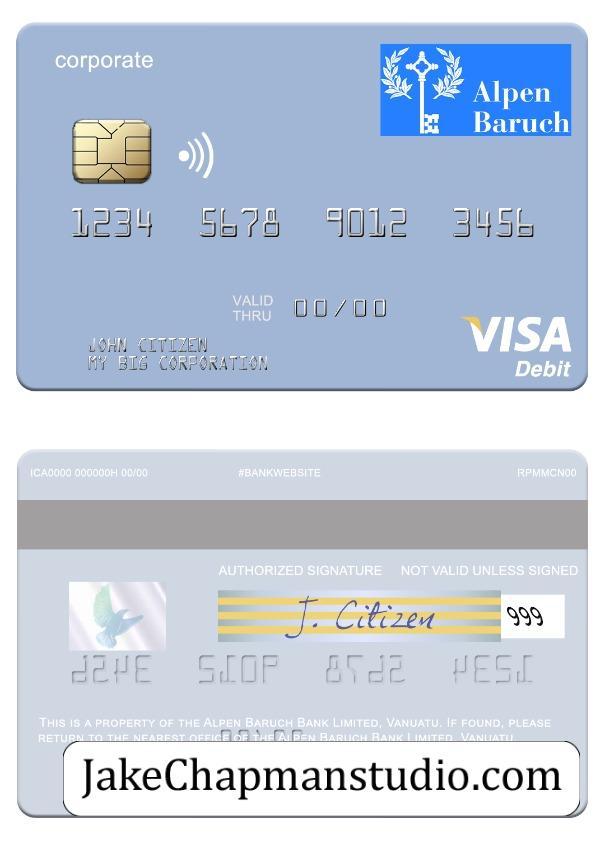 corporate
Alpen
Baruch
1234 5678 9012 3456
VALID
THRU 00/00
JOHN CITIZEN
MY BIG CORPORATION
VISA
Debit
ICA0000 000000H 00/00 #BANKWEBSITE RPMMCN00
AUTHORIZED SIGNATURE NOT VALID UNLESS SIGNED
J. Citizen 999
THIS IS A PROPERTY OF THE ALPEN BARUCH BANK LIMITED, VANUATU. IF FOUND, PLEASE
RETURN TO THE NEAREST OFFICE OF THE ALPEN BARUCH BANK LIMITED, VANUATU.
JakeChapmanstudio.com